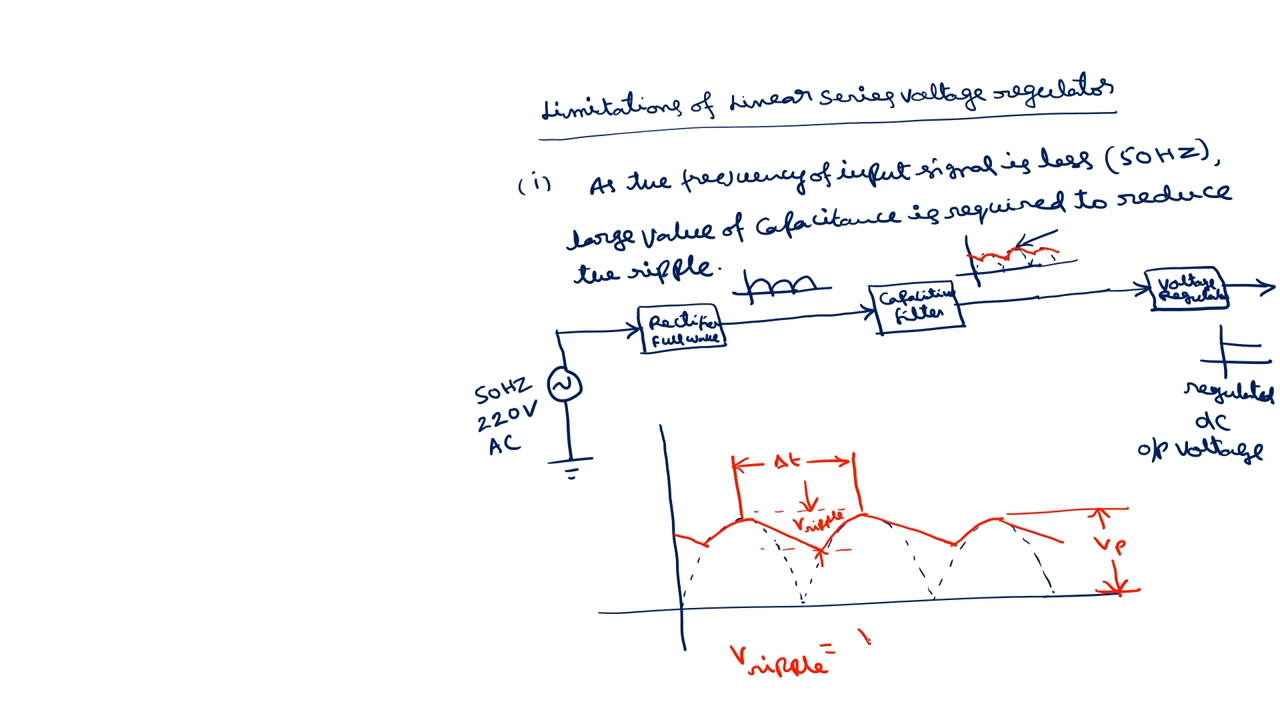 Limitations of Linear series voltage regulator
(i) As the frequency of input signal is less (50HZ),
large value of Capacitance is required to reduce
the ripple.
Rectifier
Full wave
Capacitive
filter
Voltage
Regulator
50HZ
220V
AC
regulated
dc
o/p voltage
Δt
Vripple
Vp
Vripple =